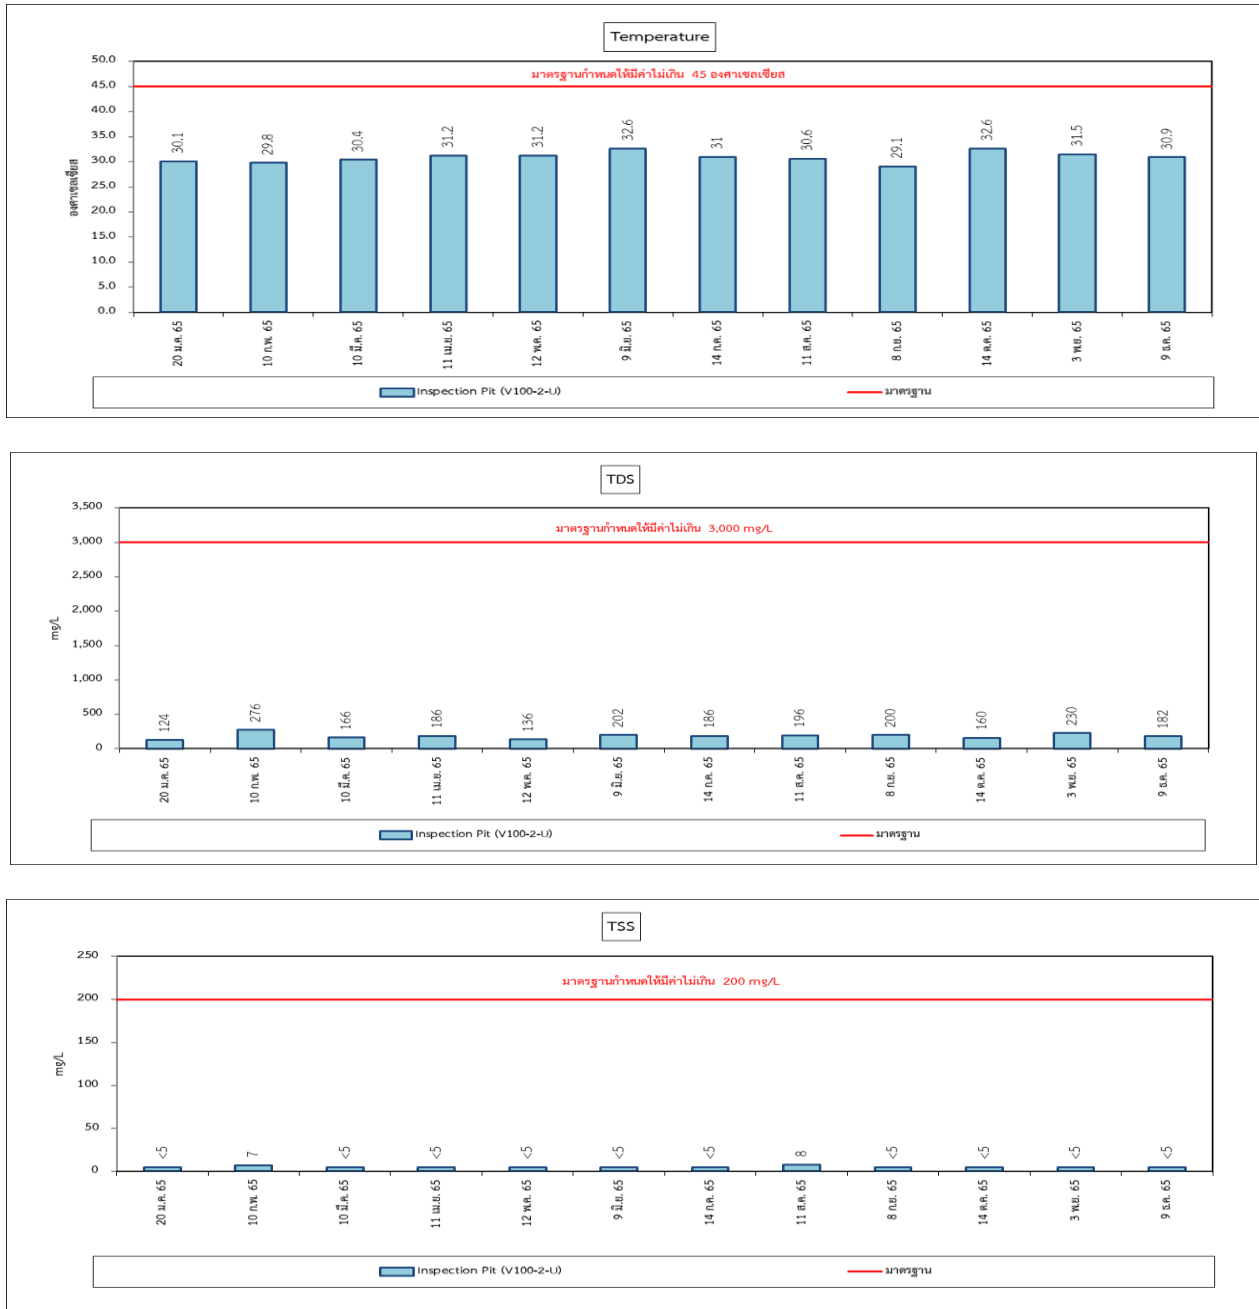 Temperature
50.0
มาตรฐานกำหนดให้มีค่าไม่เกิน 45 องศาเซลเซียส
45.0
40.0
35.0
30.0
25.0
20.0
15.0
10.0
5.0
0.0
องศาเซลเซียส
30.1 29.8 30.4 31.2 31.2 32.6 31 30.6 29.1 32.6 31.5 30.9
20 ม.ค. 65 10 ก.พ. 65 10 มี.ค. 65 11 เม.ย. 65 12 พ.ค. 65 9 มิ.ย. 65 14 ก.ค. 65 11 ส.ค. 65 8 ก.ย. 65 14 ต.ค. 65 3 พ.ย. 65 9 ธ.ค. 65
Inspection Pit (V100-2-U) มาตรฐาน
TDS
3,500
มาตรฐานกำหนดให้มีค่าไม่เกิน 3,000 mg/L
3,000
2,500
2,000
1,500
1,000
500
0
mg/L
124 276 166 186 136 202 186 196 200 160 230 182
20 ม.ค. 65 10 ก.พ. 65 10 มี.ค. 65 11 เม.ย. 65 12 พ.ค. 65 9 มิ.ย. 65 14 ก.ค. 65 11 ส.ค. 65 8 ก.ย. 65 14 ต.ค. 65 3 พ.ย. 65 9 ธ.ค. 65
Inspection Pit (V100-2-U) มาตรฐาน
TSS
250
มาตรฐานกำหนดให้มีค่าไม่เกิน 200 mg/L
200
150
100
50
0
mg/L
<5 7 <5 <5 <5 <5 <5 8 <5 <5 <5 <5
20 ม.ค. 65 10 ก.พ. 65 10 มี.ค. 65 11 เม.ย. 65 12 พ.ค. 65 9 มิ.ย. 65 14 ก.ค. 65 11 ส.ค. 65 8 ก.ย. 65 14 ต.ค. 65 3 พ.ย. 65 9 ธ.ค. 65
Inspection Pit (V100-2-U) มาตรฐาน